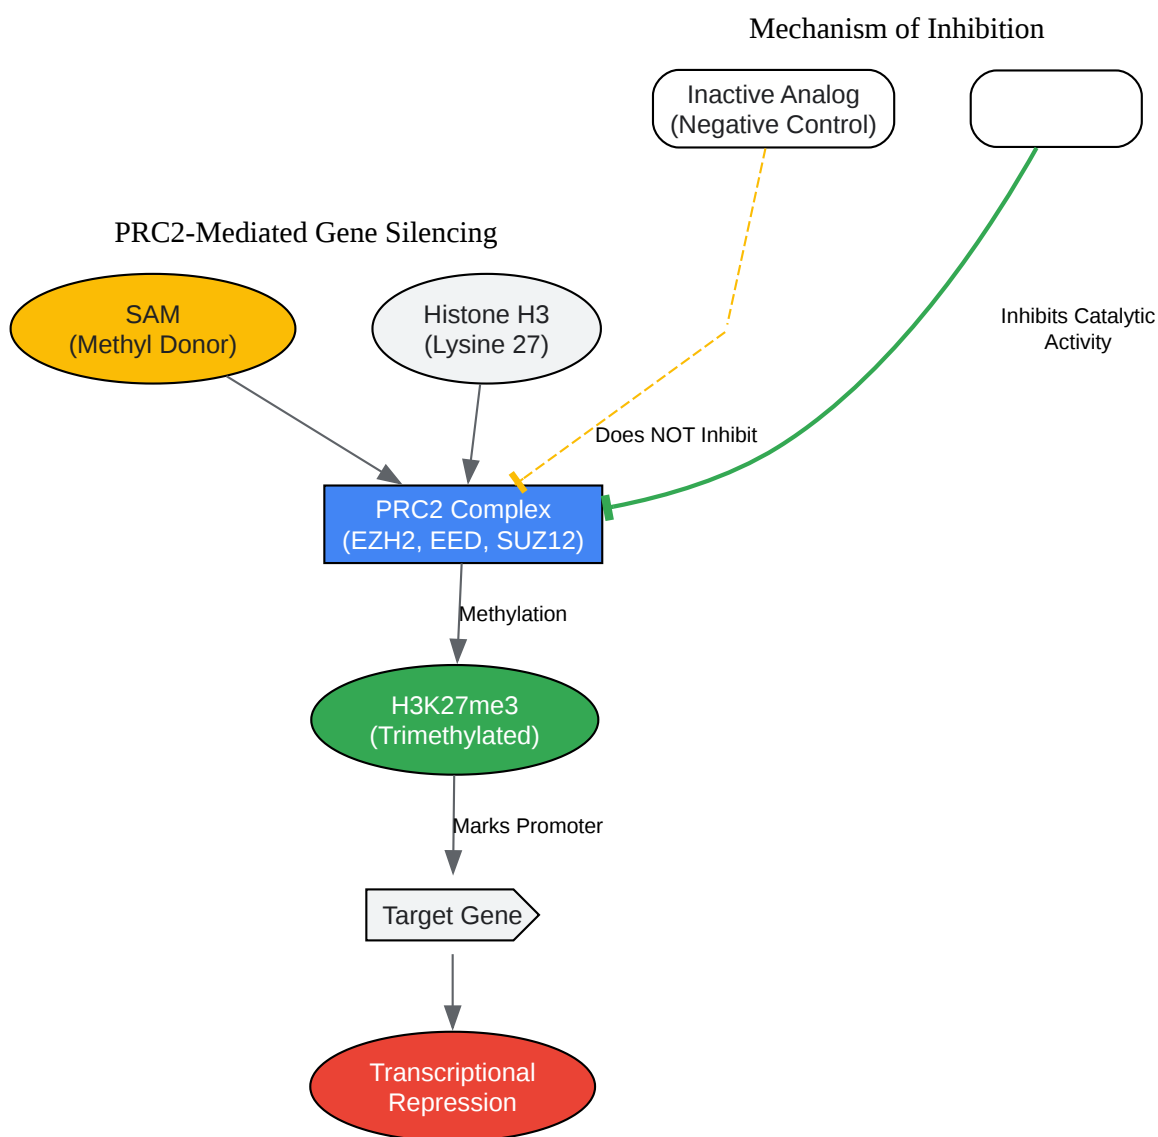 Mechanism of Inhibition
Inactive Analog
(Negative Control)
PRC2-Mediated Gene Silencing
SAM
(Methyl Donor)
Histone H3
(Lysine 27)
Inhibits Catalytic
Activity
Does NOT Inhibit
PRC2 Complex
(EZH2, EED, SUZ12)
Methylation
H3K27me3
(Trimethylated)
Marks Promoter
Target Gene
Transcriptional
Repression